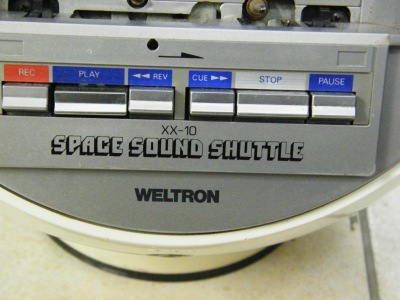 REC PLAY ◄◄ REV CUE ►► STOP PAUSE
XX-10
SPACE SOUND SHUTTLE
WELTRON